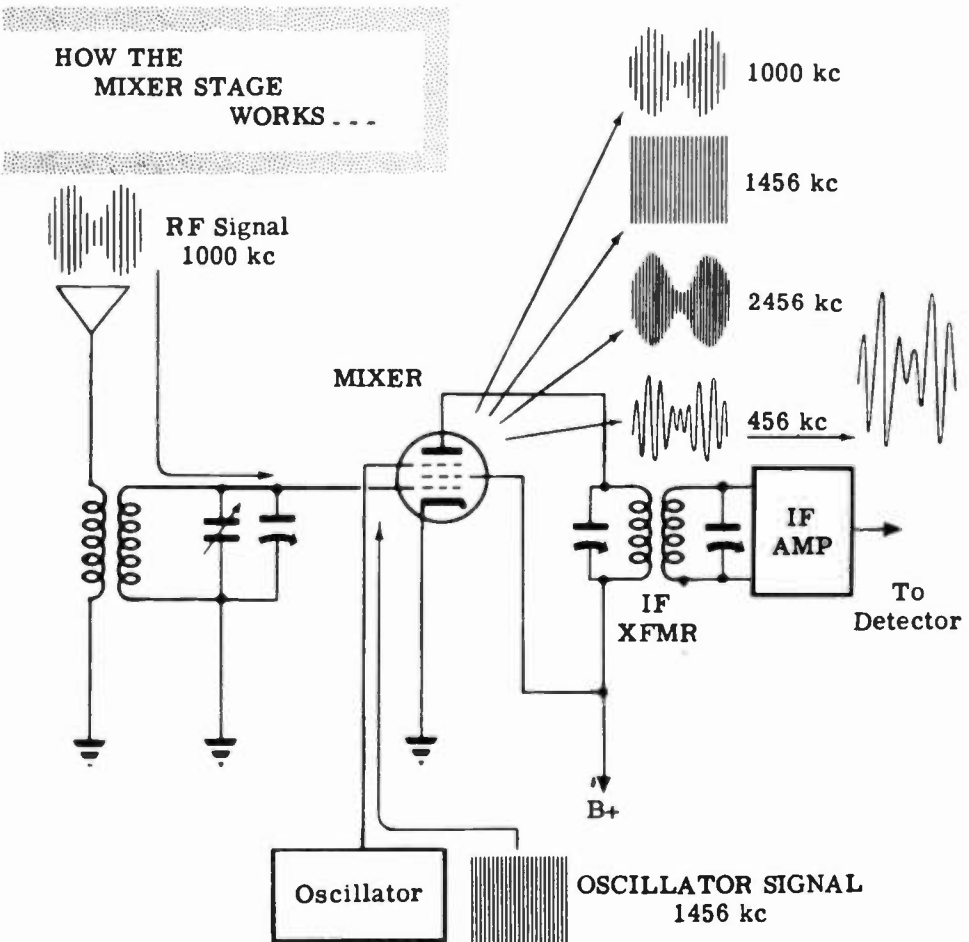 HOW THE
MIXER STAGE
WORKS...
RF Signal
1000 kc
1000 kc
1456 kc
2456 kc
456 kc
MIXER
IF
AMP
To
Detector
IF
XFMR
B+
Oscillator
OSCILLATOR SIGNAL
1456 kc